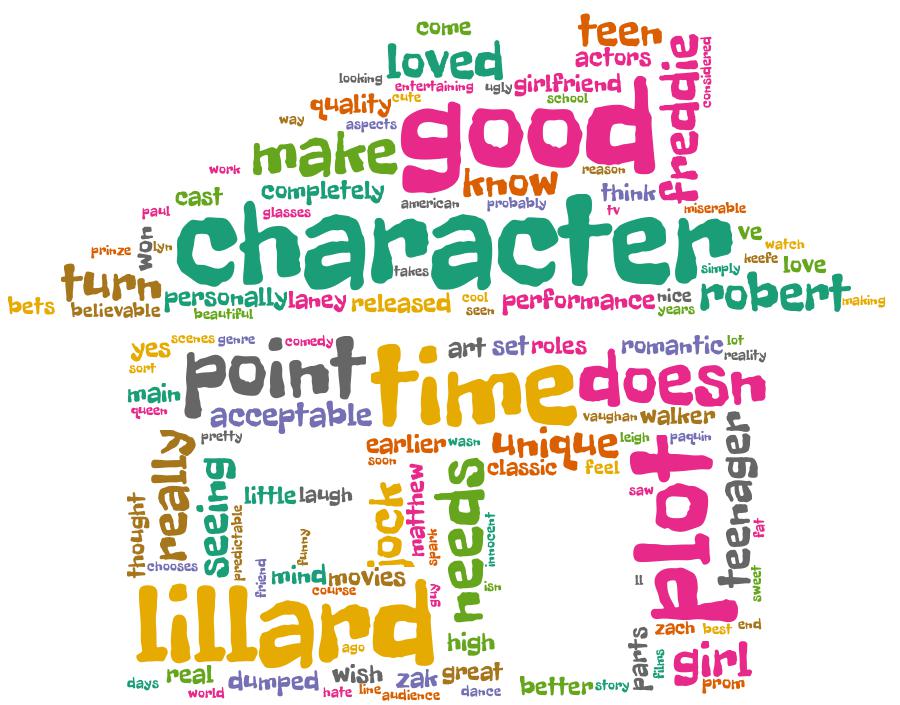 come
teen
loved
actors
freddie
considered
looking
entertaining
ugly
girlfriend
school
quality
cute
good
way
aspects
make
work
completely
know
reason
think
cast
american
probably
paul
glasses
tv
miserable
character
won
lyn
prinze
takes
ve
watch
keefe
simply
love
turn
bets
believable
personally
laney
released
cool
seen
performance
nice
years
robert
making
beautiful
yes
scenes
genre
comedy
art
set
roles
romantic
lot
reality
sort
point
time
doesn
main
queen
acceptable
vaughan
walker
pretty
earlier
wasn
unique
leigh
paquin
soon
classic
feel
really
seeing
little
laugh
jock
matthew
needs
saw
plot
teenager
fat
thought
predictable
funny
spark
innocent
chooses
friend
mind
movies
course
guy
isn
ll
sweet
lillard
ago
high
parts
zach
best
end
films
girl
prom
days
real
world
dumped
hate
wish
line
zak
audience
great
dance
better
story